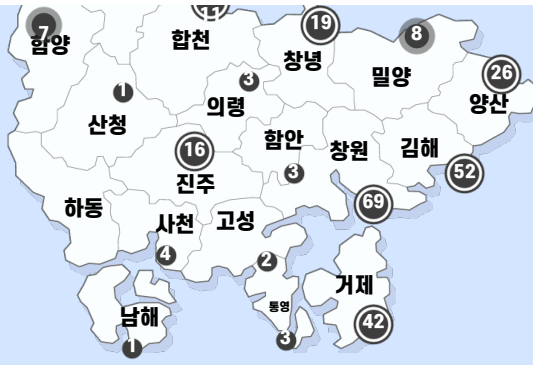 11
19
8
7
함양
합천
창녕
밀양
26
양산
1
3
산청
의령
16
함안
창원
김해
3
진주
52
하동
69
사천
고성
4
2
거제
통영
남해
42
1
3